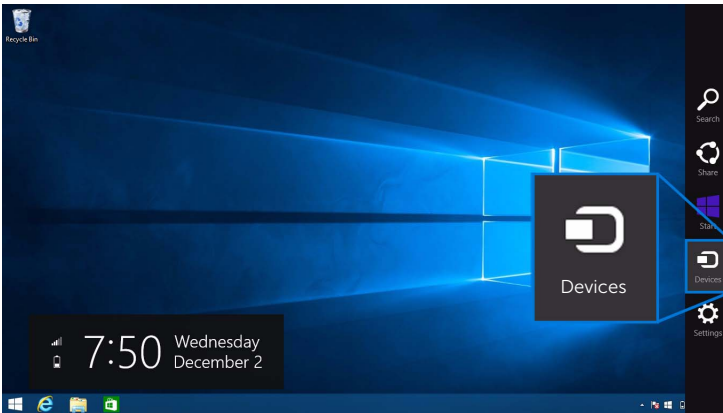 Recycle Bin
Search
Share
Start
Devices
Devices
Settings
7:50
Wednesday
December 2